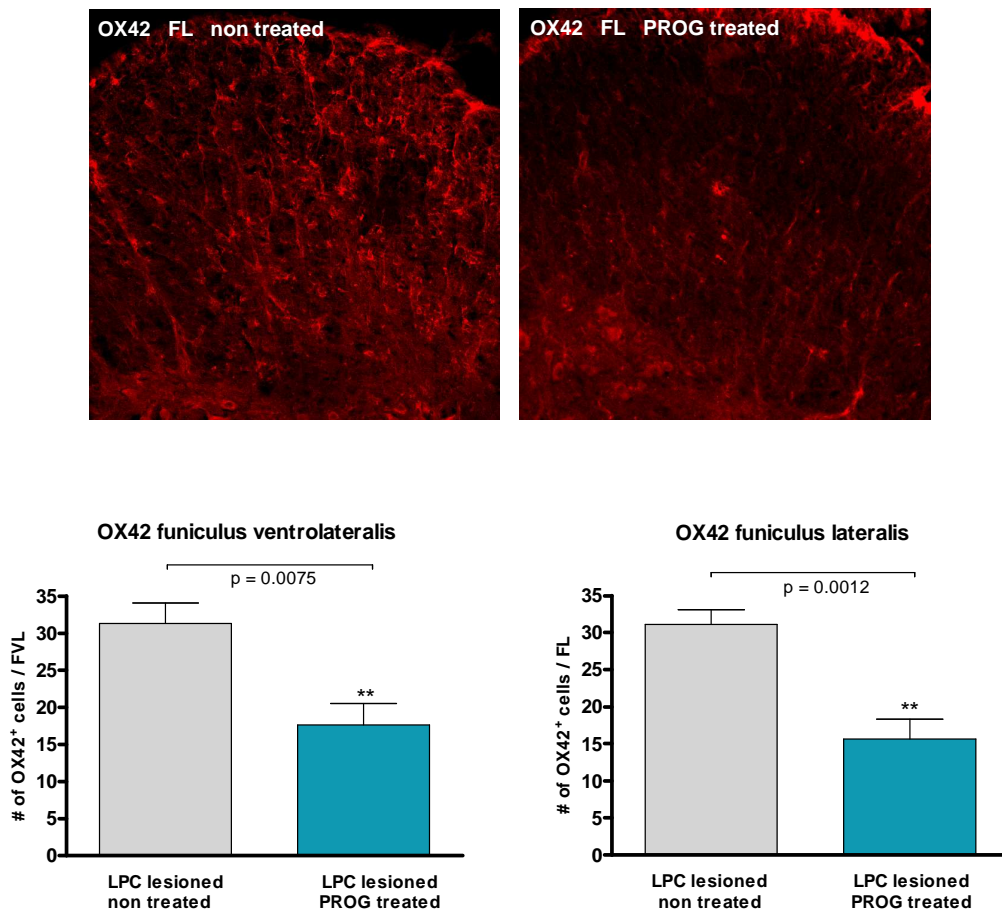 OX42 FL non treated
OX42 FL PROG treated
OX42 funiculus ventrolateralis
p = 0.0075
# of OX42+ cells / FVL
35
30
25
20
15
10
5
0
**
LPC lesioned
non treated
LPC lesioned
PROG treated
OX42 funiculus lateralis
p = 0.0012
# of OX42+ cells / FL
35
30
25
20
15
10
5
0
**
LPC lesioned
non treated
LPC lesioned
PROG treated